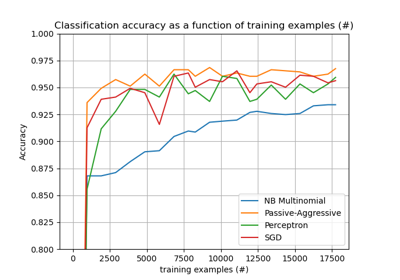 Classification accuracy as a function of training examples (#)
1.000
0.975
0.950
0.925
0.900
0.875
0.850
0.825
0.800
Accuracy
NB Multinomial
Passive-Aggressive
Perceptron
SGD
0 2500 5000 7500 10000 12500 15000 17500
training examples (#)